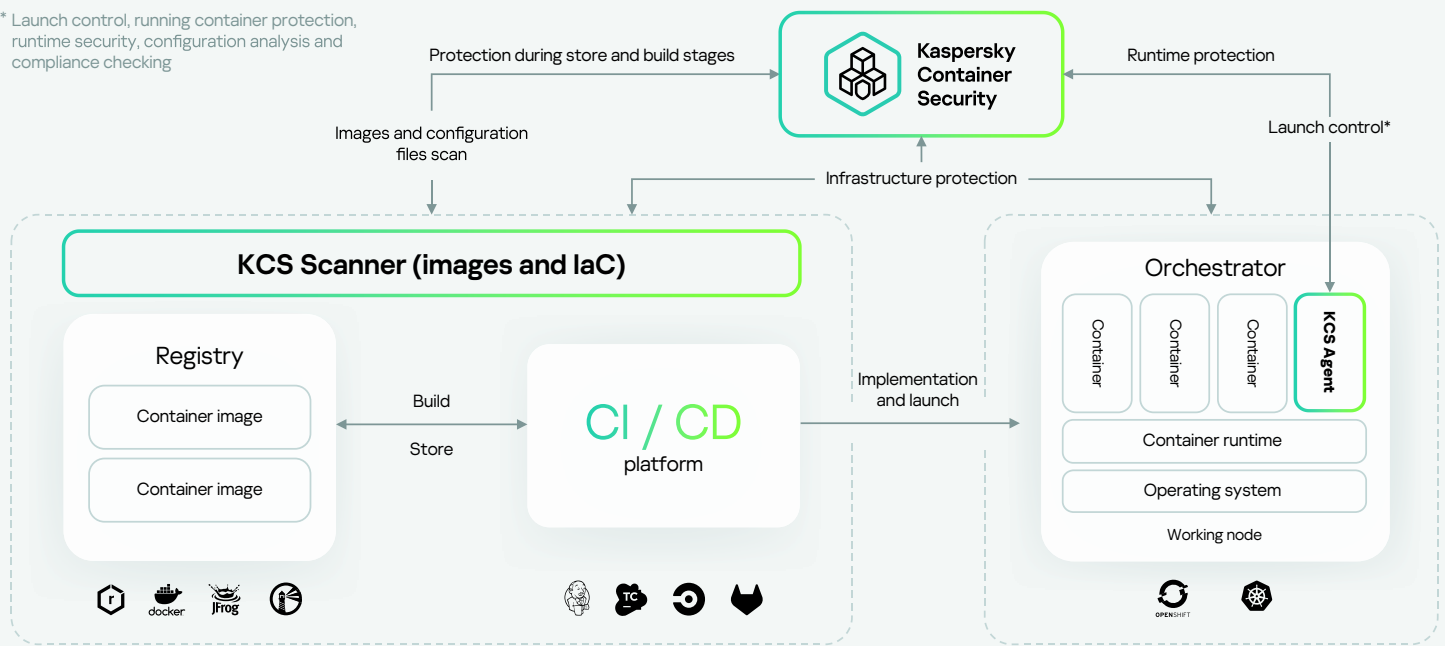 * Launch control, running container protection,
runtime security, configuration analysis and
compliance checking
Protection during store and build stages
Kaspersky
Container
Security
Runtime protection
Images and configuration
files scan
Launch control*
Infrastructure protection
KCS Scanner (images and IaC)
Registry
Container image
Container image
Build
Store
CI / CD
platform
Implementation
and launch
Orchestrator
Container
Container
Container
KCS Agent
Container runtime
Operating system
Working node
r
docker
JFrog
TC
OPENSHIFT